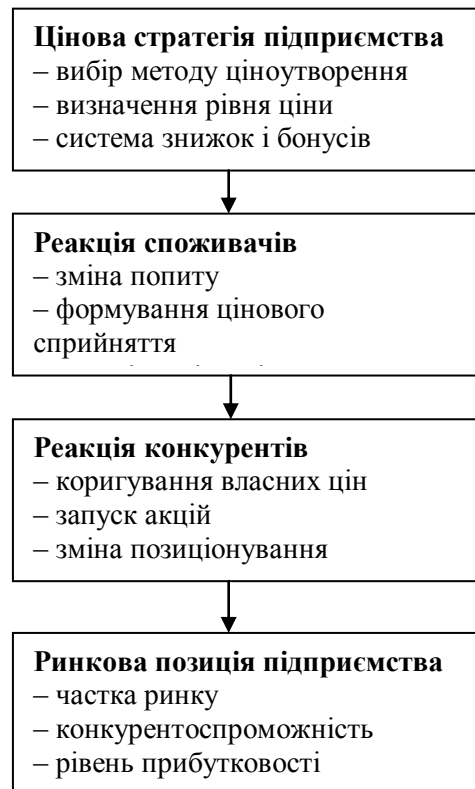 Цінова стратегія підприємства
– вибір методу ціноутворення
– визначення рівня ціни
– система знижок і бонусів
Реакція споживачів
– зміна попиту
– формування цінового
сприйняття
Реакція конкурентів
– коригування власних цін
– запуск акцій
– зміна позиціонування
Ринкова позиція підприємства
– частка ринку
– конкурентоспроможність
– рівень прибутковості